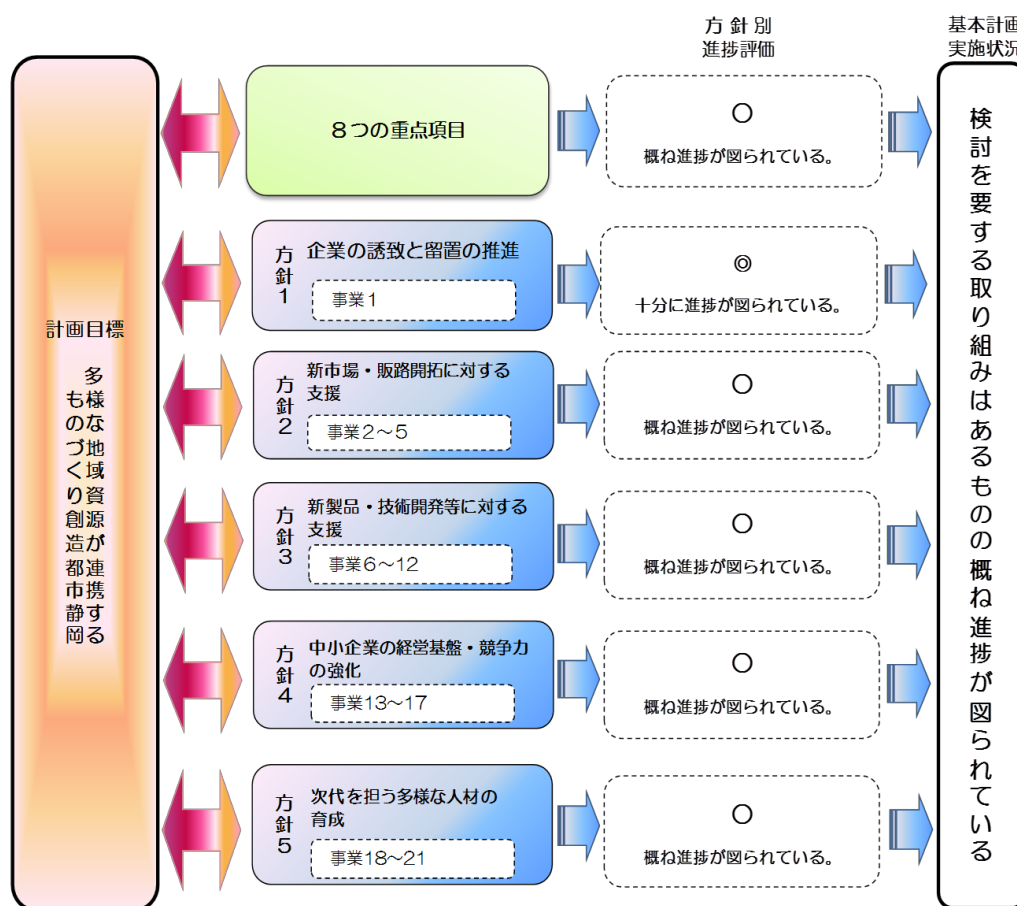 方針別
進捗評価
基本計画
実施状況
計画目標
多様な地域資源が連携する
ものづくり創造都市静岡
8つの重点項目
○
概ね進捗が図られている。
方針1
企業の誘致と留置の推進
事業1
◎
十分に進捗が図られている。
方針2
新市場・販路開拓に対する
支援
事業2～5
○
概ね進捗が図られている。
方針3
新製品・技術開発等に対する
支援
事業6～12
○
概ね進捗が図られている。
方針4
中小企業の経営基盤・競争力
の強化
事業13～17
○
概ね進捗が図られている。
方針5
次代を担う多様な人材の
育成
事業18～21
○
概ね進捗が図られている。
検討を要する取り組みはあるものの概ね進捗が図られている